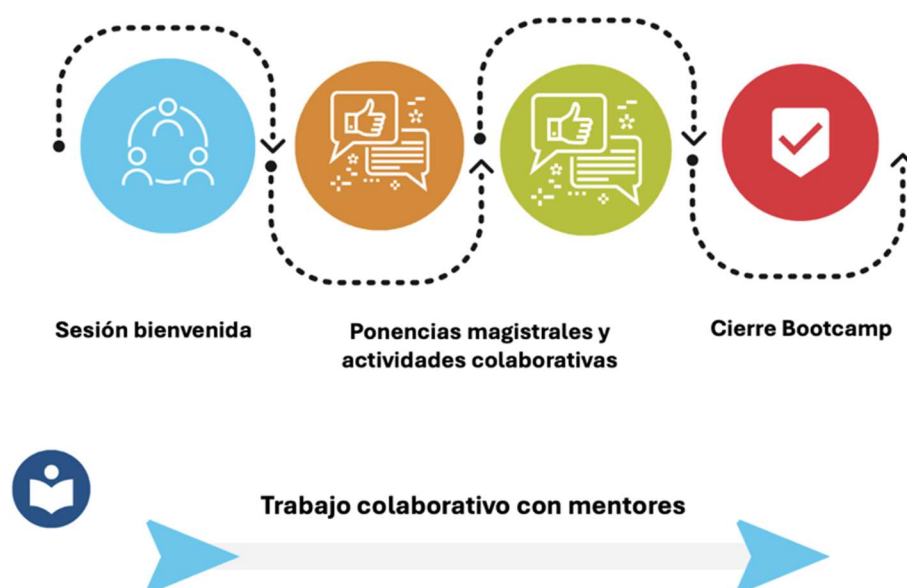 Sesión bienvenida
Ponencias magistrales y
actividades colaborativas
Cierre Bootcamp
Trabajo colaborativo con mentores